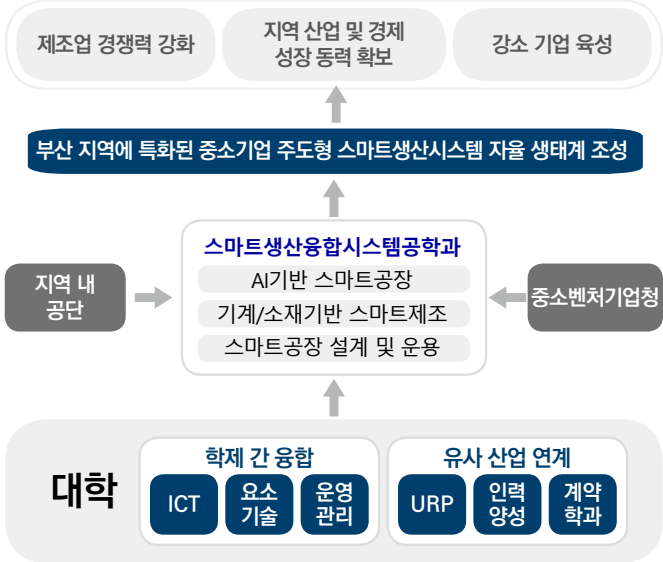 제조업 경쟁력 강화
지역 산업 및 경제
성장 동력 확보
강소 기업 육성
부산 지역에 특화된 중소기업 주도형 스마트생산시스템 자율 생태계 조성
스마트생산융합시스템공학과
AI기반 스마트공장
기계/소재기반 스마트제조
스마트공장 설계 및 운용
지역 내
공단
중소벤처기업청
대학
학제 간 융합
ICT
요소
기술
운영
관리
유사 산업 연계
URP
인력
양성
계약
학과